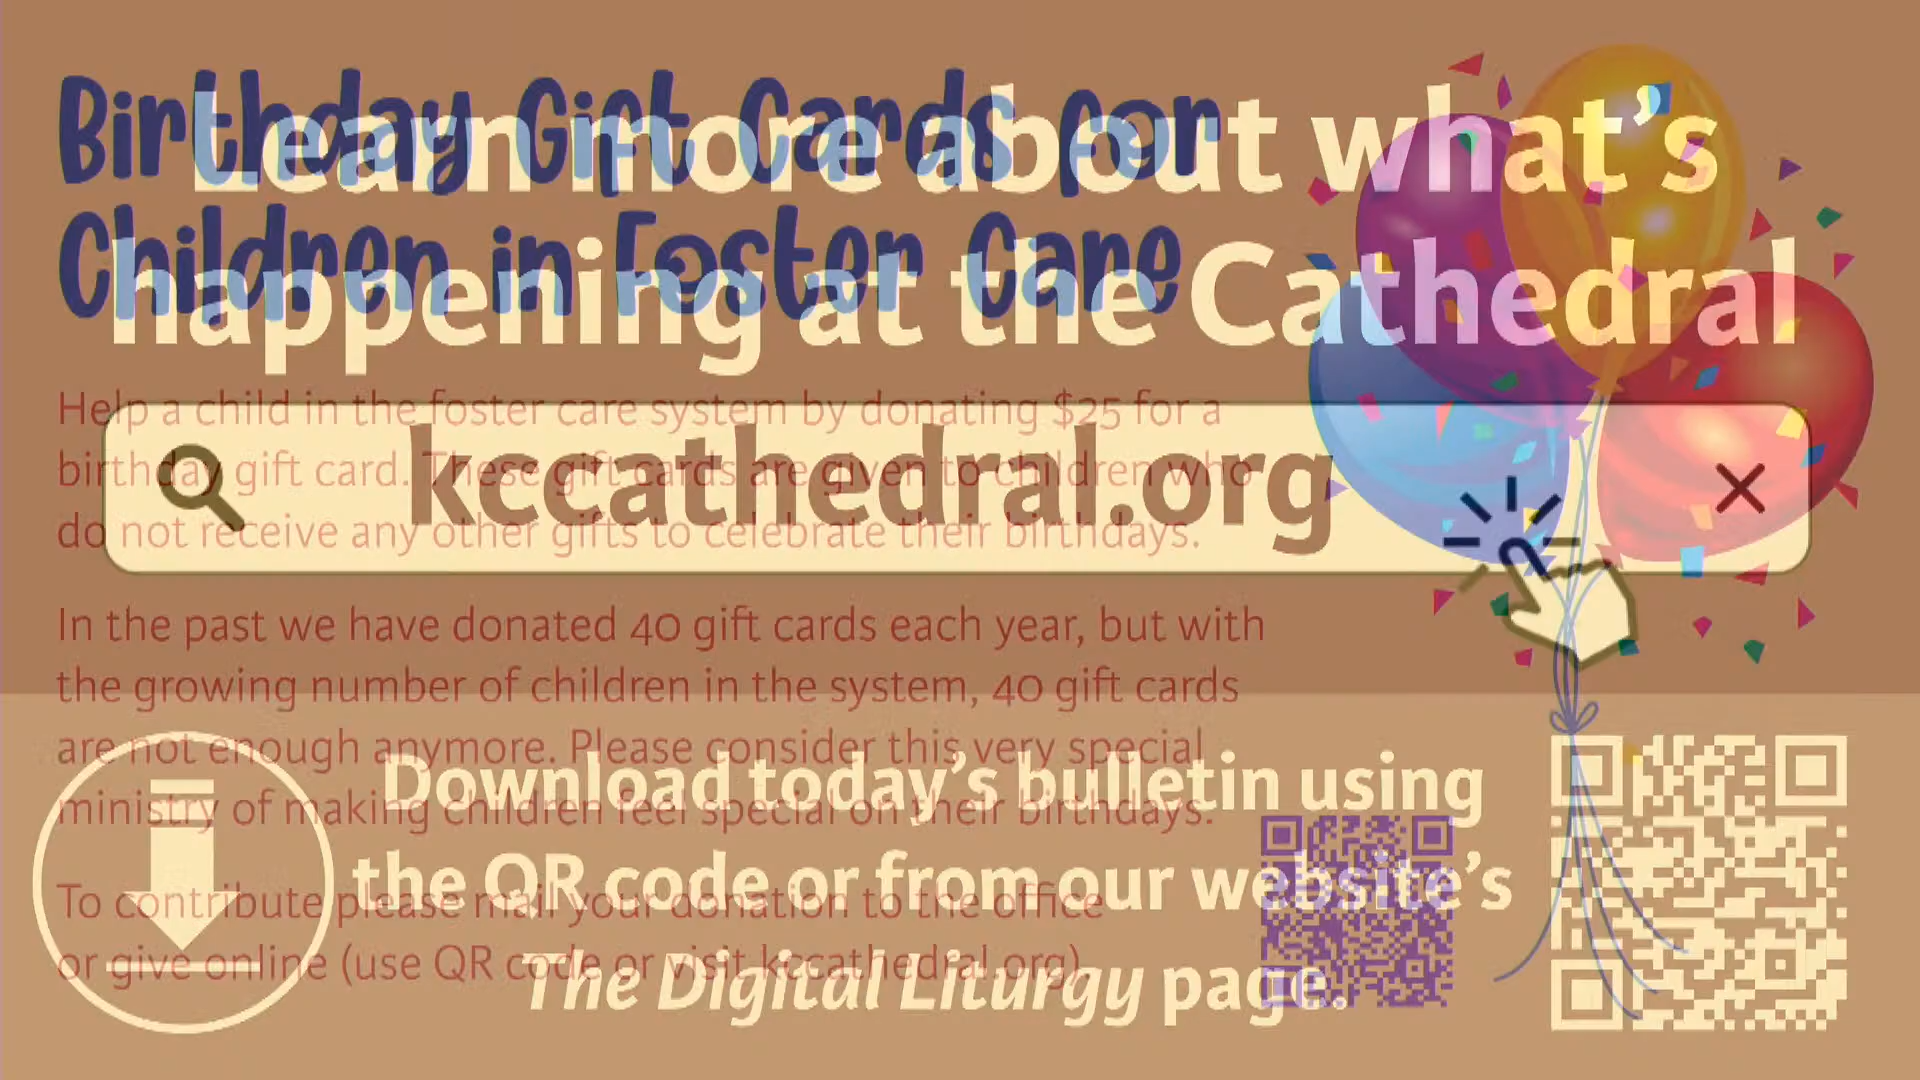 Birthday Gift Cards for
Children in Foster Care
Help a child in the foster care system by donating $25 for a
birthday gift card. These gift cards are given to children who
do not receive any other gifts to celebrate their birthdays.
In the past we have donated 40 gift cards each year, but with
the growing number of children in the system, 40 gift cards
are not enough anymore. Please consider this very special
ministry of making children feel special on their birthdays.
To contribute please mail your donation to the office
or give online (use QR code or visit kccathedral.org)
Learn more about what’s
happening at the Cathedral
kccathedral.org
Download today’s bulletin using
the QR code or from our website’s
The Digital Liturgy page.